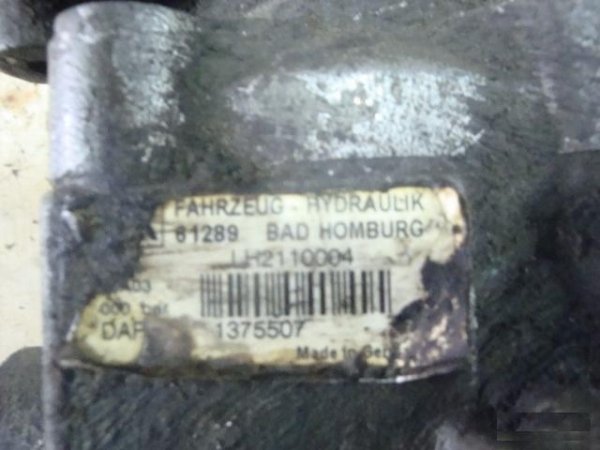 FAHRZEUG - HYDRAULIK
61289 BAD HOMBURG
LH2110004
bar
DAF 1375507
Made in